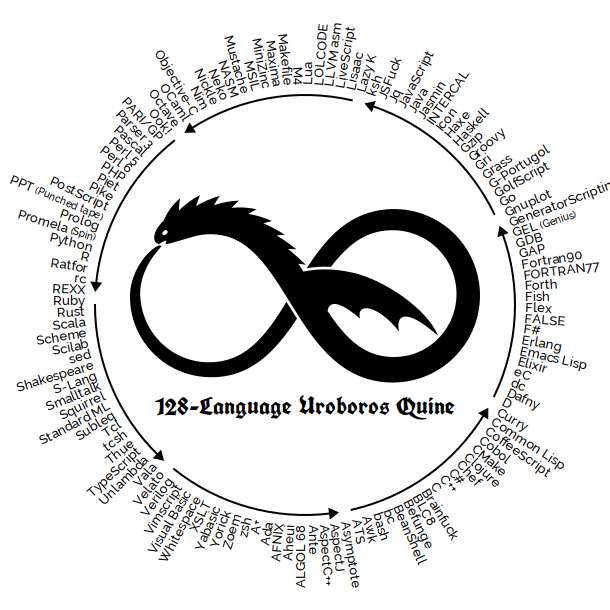 Ruby
Rust
Scala
Scheme
Scilab
sed
Shakespeare
S-Lang
Smalltalk
Squirrel
Standard ML
Subleq
Tcl
tcsh
Thue
TypeScript
Unlambda
Vala
Velato
Verilog
Vimscript
Visual Basic
Whitespace
XSLT
Yabasic
Yorick
Zoem
zsh
A+
Ada
AFNIX
Aheui
ALGOL 68
Ante
AspectC++
AspectJ
Asymptote
ATS
Awk
bash
bc
BeanShell
Befunge
BLC8
Brainfuck
C
C++
C#
Chef
Clojure
CMake
Cobol
CoffeeScript
Common Lisp
Curry
D
Dafny
dc
eC
Elixir
Emacs Lisp
Erlang
F#
FALSE
Flex
Fish
Forth
FORTRAN77
Fortran90
GAP
GDB
GEL (Genius)
GeneratorScriptin
Gnuplot
Go
GolfScript
G-Portugol
Grass
Gri
Groovy
Gzip
Haskell
Haxe
Icon
INTERCAL
Jasmin
Java
JavaScript
Jq
JSFuck
ksh
Lazy K
Lisaac
LiveScript
LLVM asm
LOLCODE
Lua
M4
Makefile
Maxima
MiniZinc
MSIL
Mustache
NASM
Neko
Nickle
Nim
Objective-C
OCaml
Octave
Ook!
PARI/GP
Parser 3
Pascal
Perl 5
Perl 6
PHP
Piet
Pike
PostScript
PPT (Punched tape)
Prolog
Promela (Spin)
Python
R
Ratfor
rc
REXX
128-Language Uroboros Quine